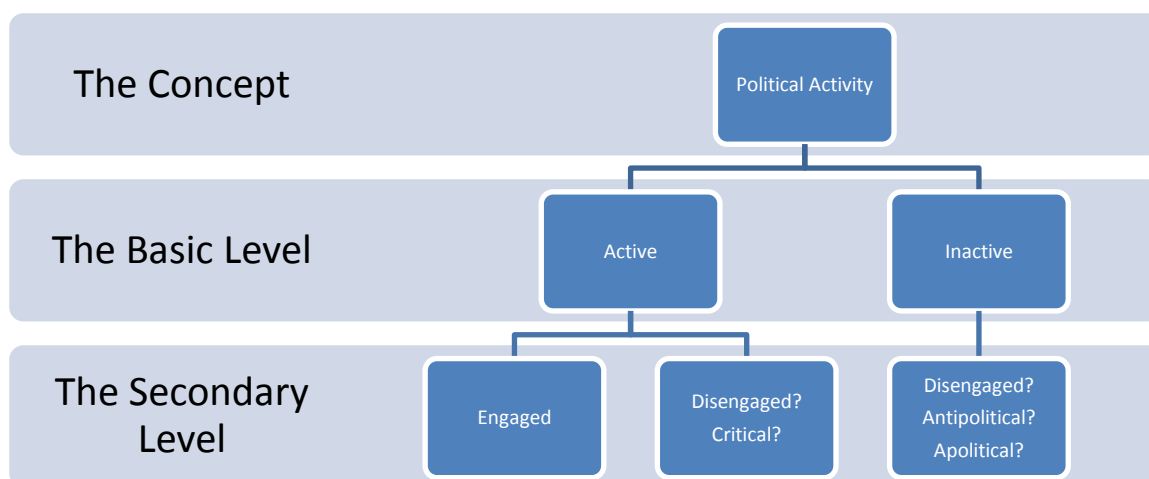 The Concept
Political Activity
The Basic Level
Active
Inactive
The Secondary
Level
Engaged
Disengaged?
Critical?
Disengaged?
Antipolitical?
Apolitical?